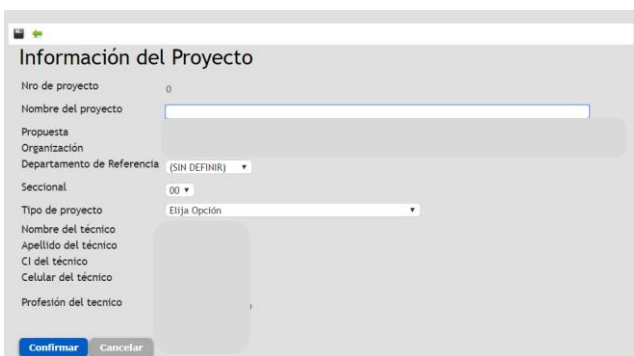 Información del Proyecto
Nro de proyecto 0
Nombre del proyecto
Propuesta
Organización
Departamento de Referencia (SIN DEFINIR)
Seccional 00
Tipo de proyecto Elija Opción
Nombre del técnico
Apellido del técnico
CI del técnico
Celular del técnico
Profesión del tecnico
Confirmar Cancelar